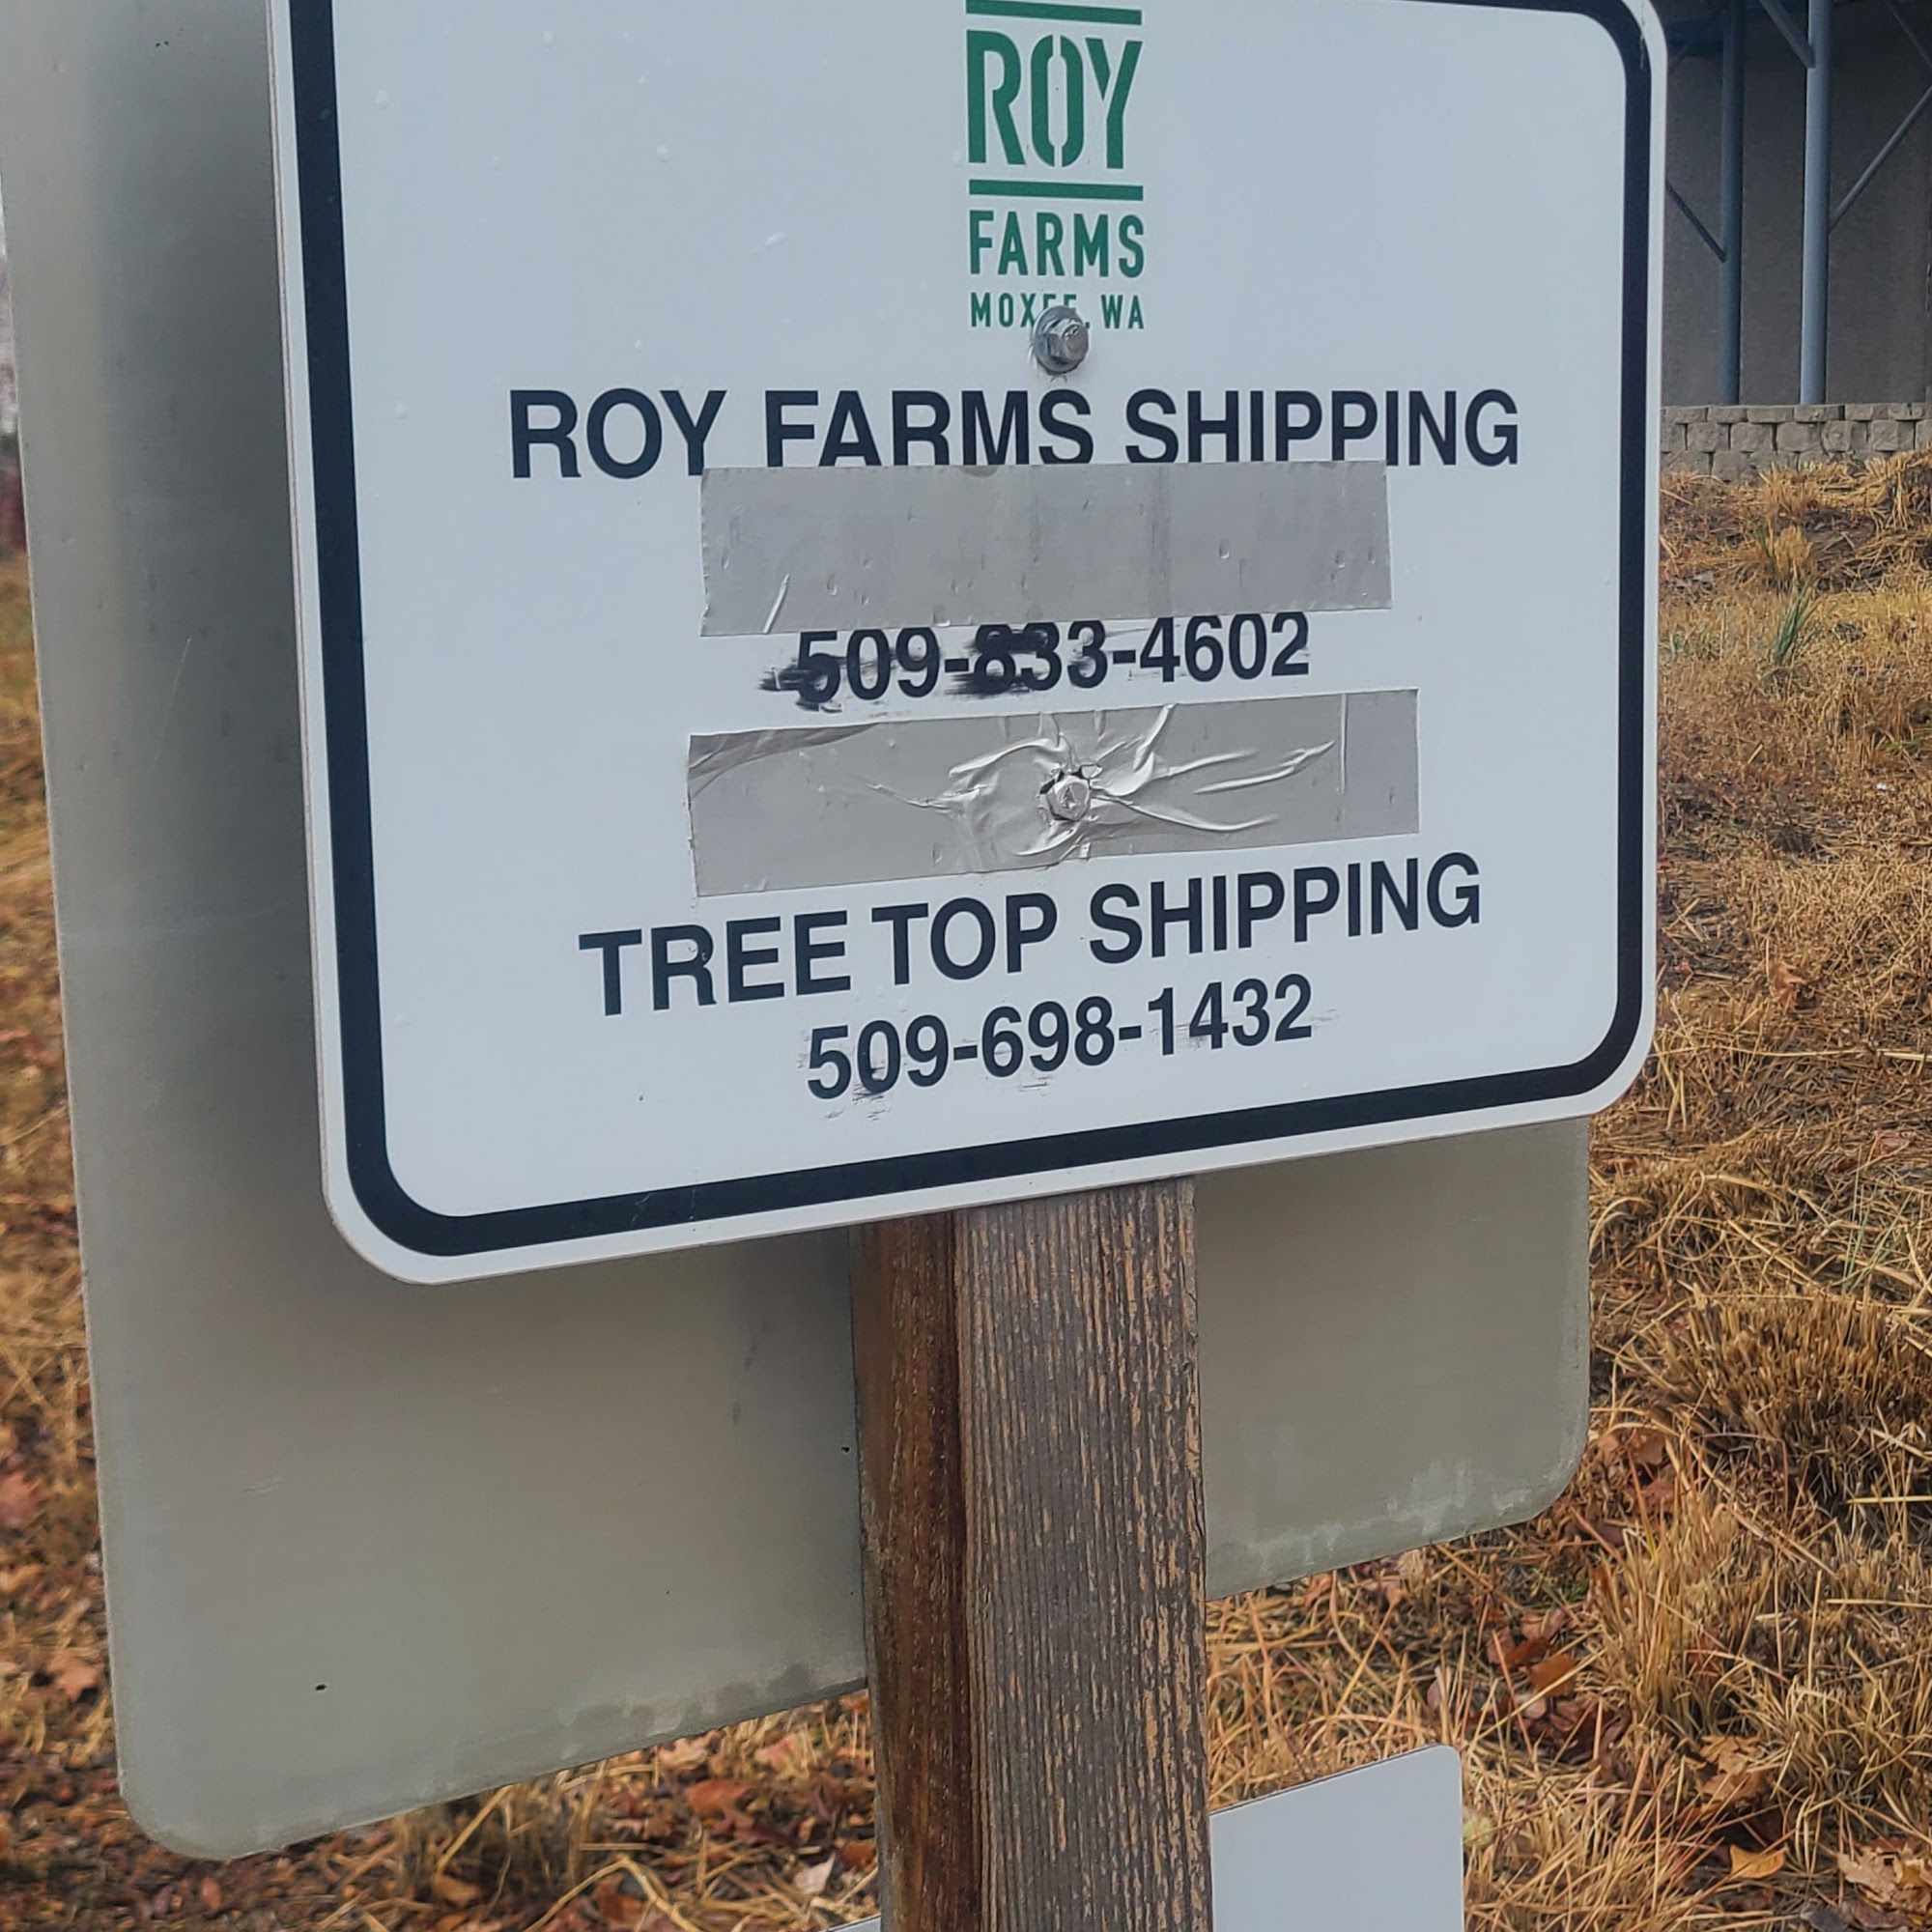 ROY
FARMS
MOXEE, WA
ROY FARMS SHIPPING
509-833-4602
TREE TOP SHIPPING
509-698-1432